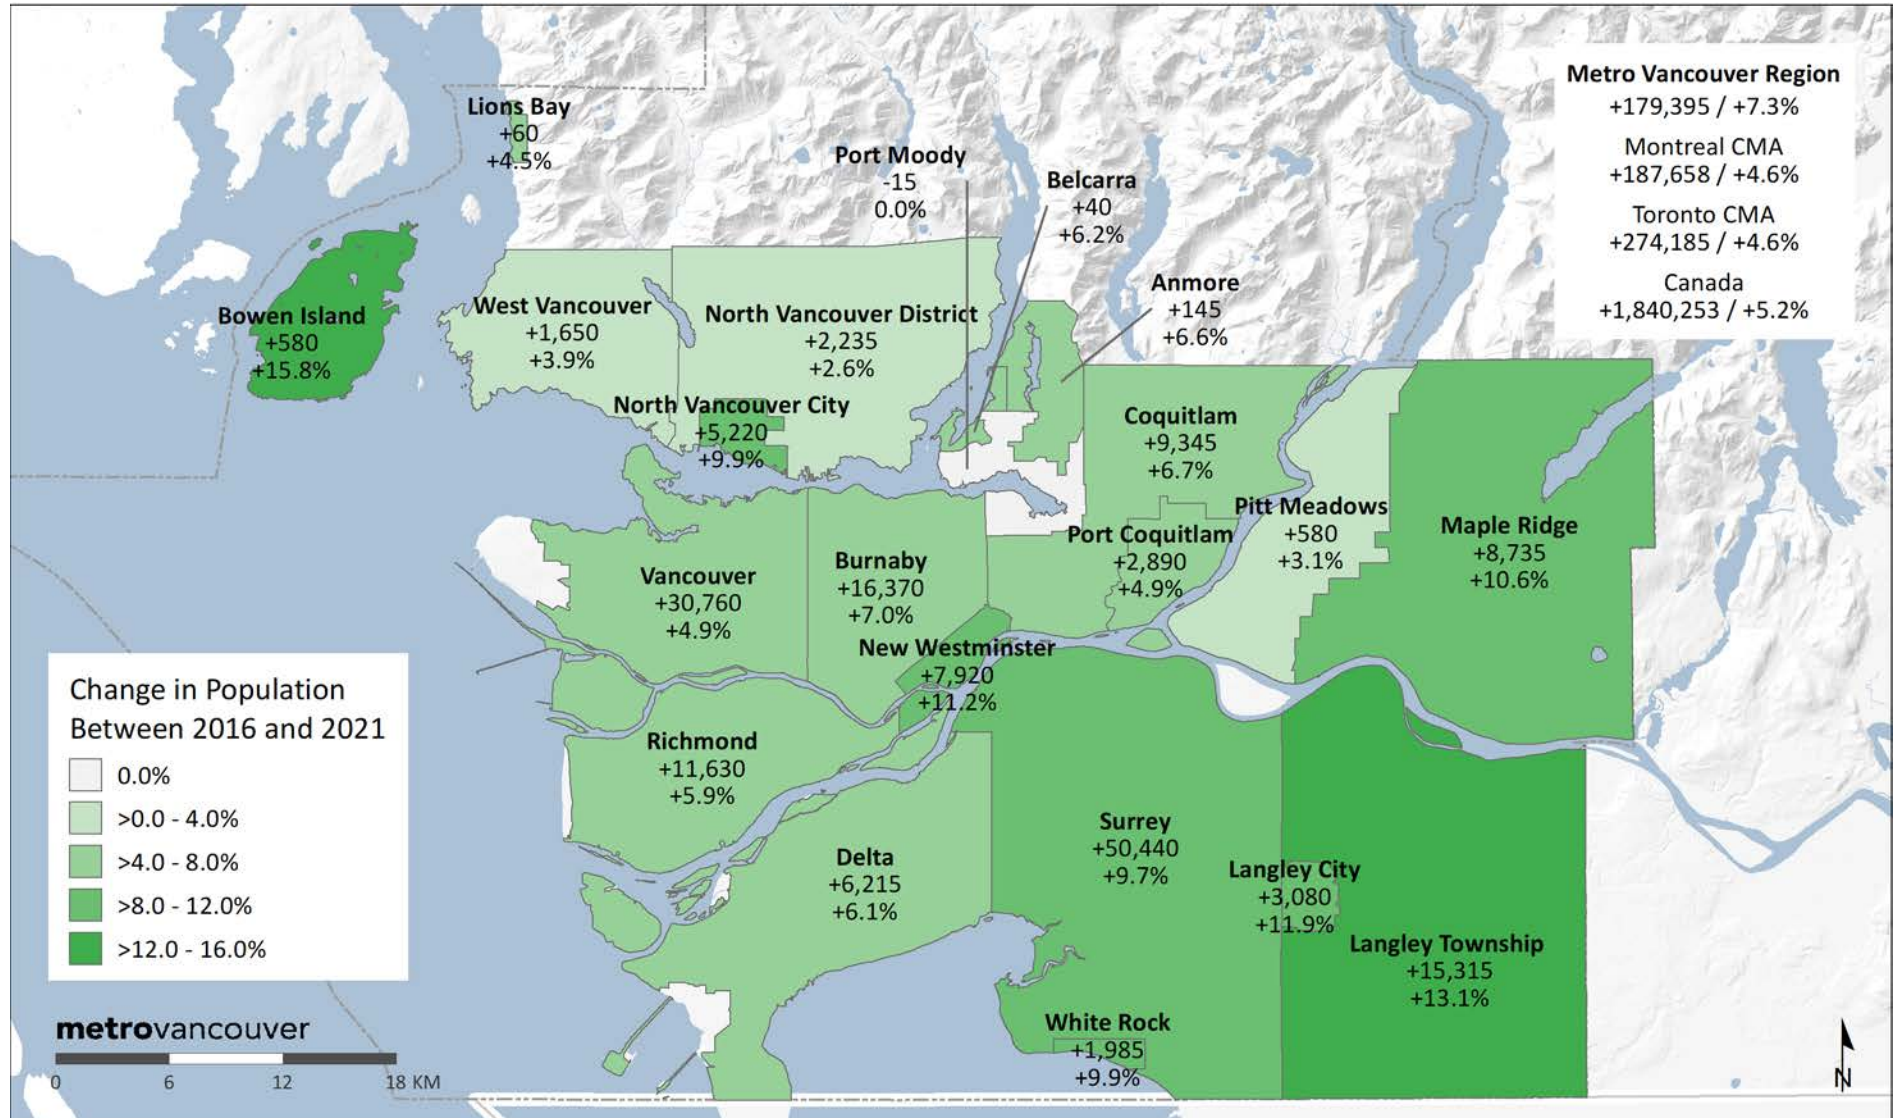 Lions Bay
+60
+4.5%
Port Moody
-15
0.0%
Belcarra
+40
+6.2%
Anmore
+145
+6.6%
Metro Vancouver Region
+179,395 / +7.3%
Montreal CMA
+187,658 / +4.6%
Toronto CMA
+274,185 / +4.6%
Canada
+1,840,253 / +5.2%
Bowen Island
+580
+15.8%
West Vancouver
+1,650
+3.9%
North Vancouver District
+2,235
+2.6%
North Vancouver City
+5,220
+9.9%
Coquitlam
+9,345
+6.7%
Pitt Meadows
+580
+3.1%
Maple Ridge
+8,735
+10.6%
Port Coquitlam
+2,890
+4.9%
Vancouver
+30,760
+4.9%
Burnaby
+16,370
+7.0%
New Westminster
+7,920
+11.2%
Richmond
+11,630
+5.9%
Delta
+6,215
+6.1%
Surrey
+50,440
+9.7%
Langley City
+3,080
+11.9%
Langley Township
+15,315
+13.1%
White Rock
+1,985
+9.9%
Change in Population
Between 2016 and 2021
0.0%
>0.0 - 4.0%
>4.0 - 8.0%
>8.0 - 12.0%
>12.0 - 16.0%
metrovancouver
0 6 12 18 KM
N